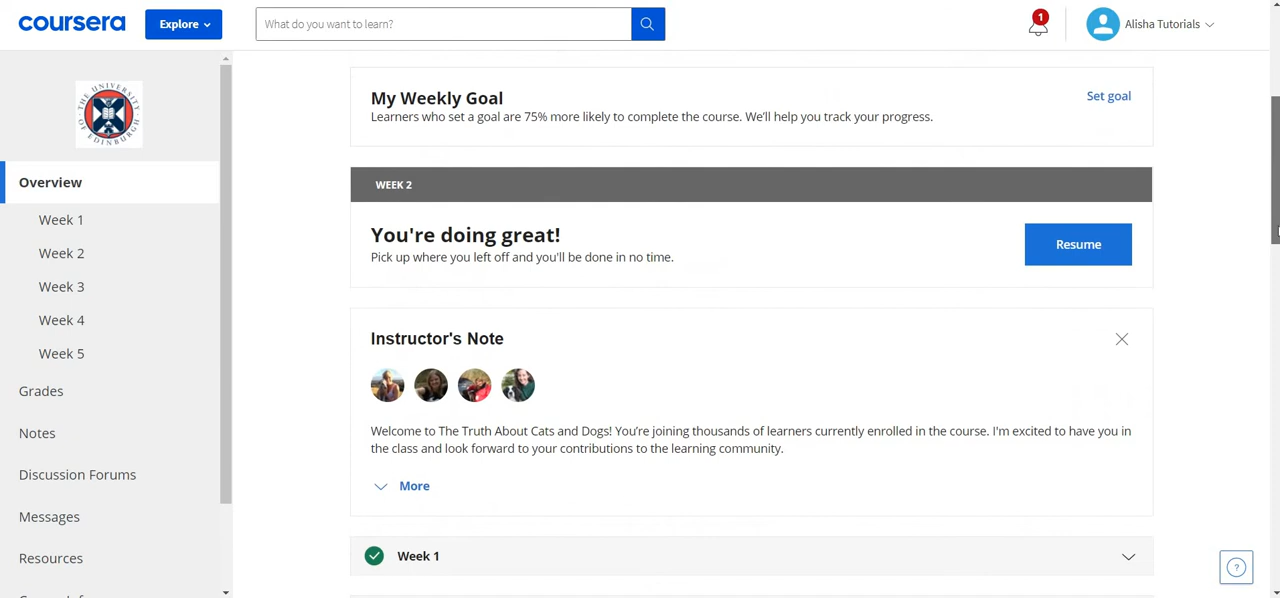 coursera
Explore
What do you want to learn?
1
Alisha Tutorials
THE UNIVERSITY OF EDINBURGH
Overview
Week 1
Week 2
Week 3
Week 4
Week 5
Grades
Notes
Discussion Forums
Messages
Resources
My Weekly Goal
Set goal
Learners who set a goal are 75% more likely to complete the course. We'll help you track your progress.
WEEK 2
You're doing great!
Pick up where you left off and you'll be done in no time.
Resume
Instructor's Note
Welcome to The Truth About Cats and Dogs! You're joining thousands of learners currently enrolled in the course. I'm excited to have you in
the class and look forward to your contributions to the learning community.
More
Week 1
?